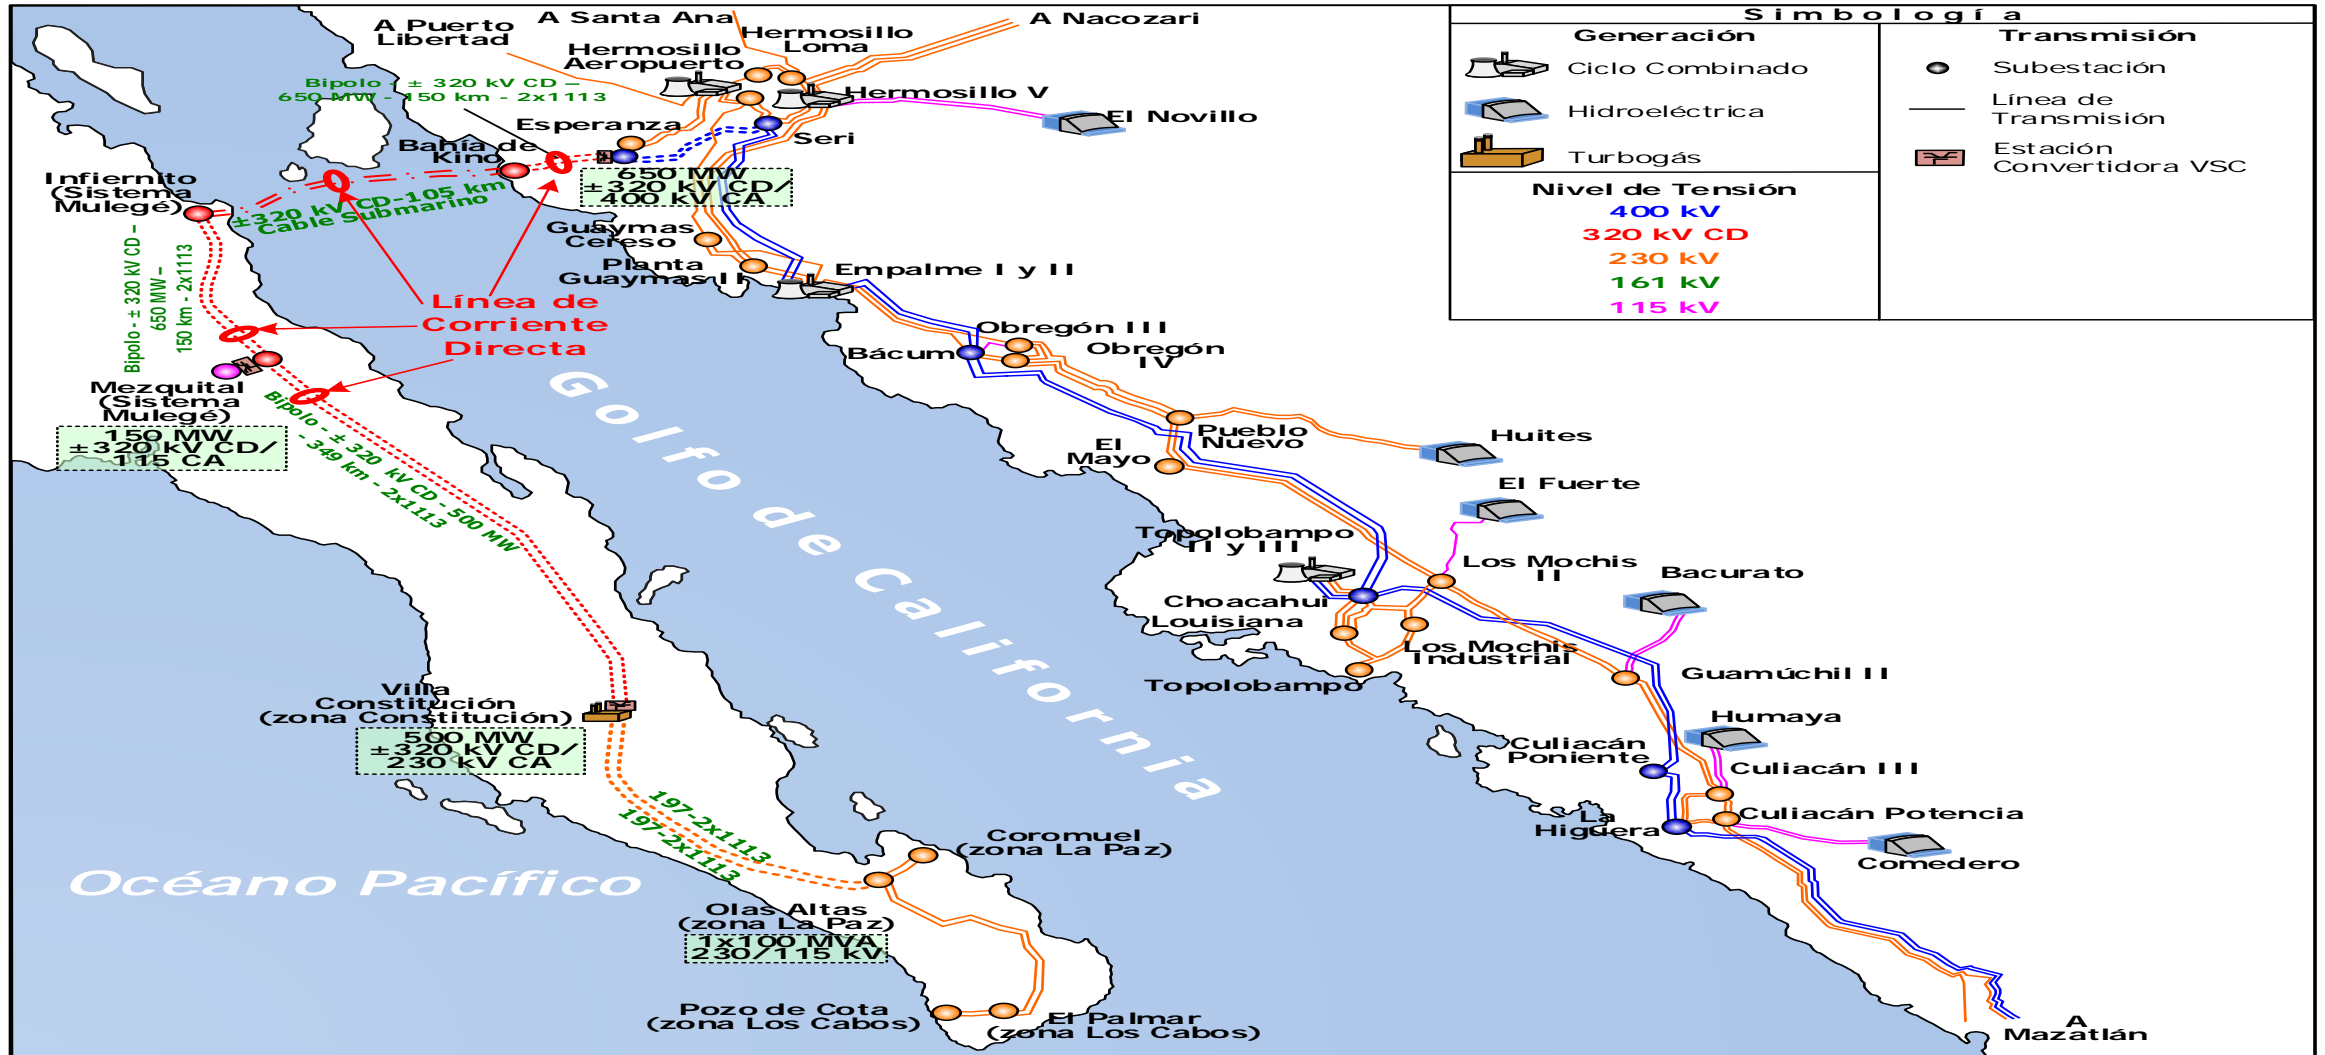 A Puerto
Libertad
A Santa Ana
Hermosillo
Loma
A Nacozari
Hermosillo
Aeropuerto
Bipolo - ± 320 kV CD –
650 MW - 150 km - 2x1113
Hermosillo V
El Novillo
Esperanza
Seri
Bahía de
Kino
650 MW
±320 kV CD/
400 kV CA
Infiernito
(Sistema
Mulegé)
±320 kV CD-105 km
Cable Submarino
Guaymas
Cereso
Planta
Guaymas II
Empalme I y II
Bipolo - ± 320 kV CD –
650 MW –
150 km - 2x1113
Línea de
Corriente
Directa
Obregón III
Obregón
IV
Bácum
Mezquital
(Sistema
Mulegé)
150 MW
±320 kV CD/
115 CA
Bipolo - ± 320 kV CD - 500 MW
- 349 km - 2x1113
Golfo de California
Pueblo
Nuevo
El
Mayo
Huites
El Fuerte
Topolobampo
II y III
Los Mochis
II
Bacurato
Choacahui
Louisiana
Los Mochis
Industrial
Topolobampo
Guamúchil II
Villa
Constitución
(zona Constitución)
500 MW
±320 kV CD/
230 kV CA
Humaya
Culiacán
Poniente
Culiacán III
La
Higuera
Culiacán Potencia
Comedero
197-2x1113
197-2x1113
Coromuel
(zona La Paz)
Océano Pacífico
Olas Altas
(zona La Paz)
1x100 MVA
230/115 kV
Pozo de Cota
(zona Los Cabos)
El Palmar
(zona Los Cabos)
A
Mazatlán
Simbología
Generación
Ciclo Combinado
Hidroeléctrica
Turbogás
Nivel de Tensión
400 kV
320 kV CD
230 kV
161 kV
115 kV
Transmisión
Subestación
Línea de
Transmisión
Estación
Convertidora VSC